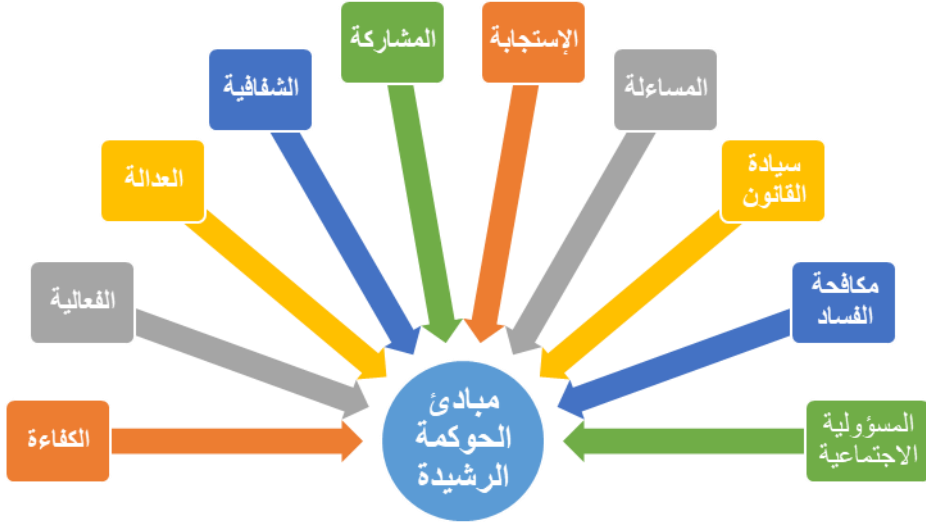 المشاركة
الإستجابة
الشفافية
المساءلة
العدالة
سيادة
القانون
الفعالية
مكافحة
الفساد
الكفاءة
المسؤولية
الاجتماعية
مبادئ
الحوكمة
الرشيدة